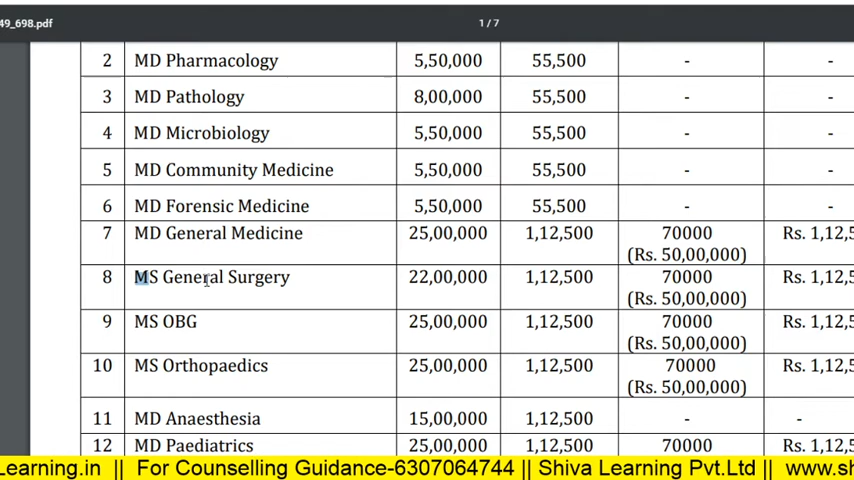 49_698.pdf
1 / 7
2 MD Pharmacology 5,50,000 55,500 - -
3 MD Pathology 8,00,000 55,500 - -
4 MD Microbiology 5,50,000 55,500 - -
5 MD Community Medicine 5,50,000 55,500 - -
6 MD Forensic Medicine 5,50,000 55,500 - -
7 MD General Medicine 25,00,000 1,12,500 70000 Rs. 1,12,5
(Rs. 50,00,000)
8 MS General Surgery 22,00,000 1,12,500 70000 Rs. 1,12,5
(Rs. 50,00,000)
9 MS OBG 25,00,000 1,12,500 70000 Rs. 1,12,5
(Rs. 50,00,000)
10 MS Orthopaedics 25,00,000 1,12,500 70000 Rs. 1,12,5
(Rs. 50,00,000)
11 MD Anaesthesia 15,00,000 1,12,500 - -
12 MD Paediatrics 25,00,000 1,12,500 70000 Rs. 1,12,5
Learning.in || For Counselling Guidance-6307064744 || Shiva Learning Pvt.Ltd || www.sh